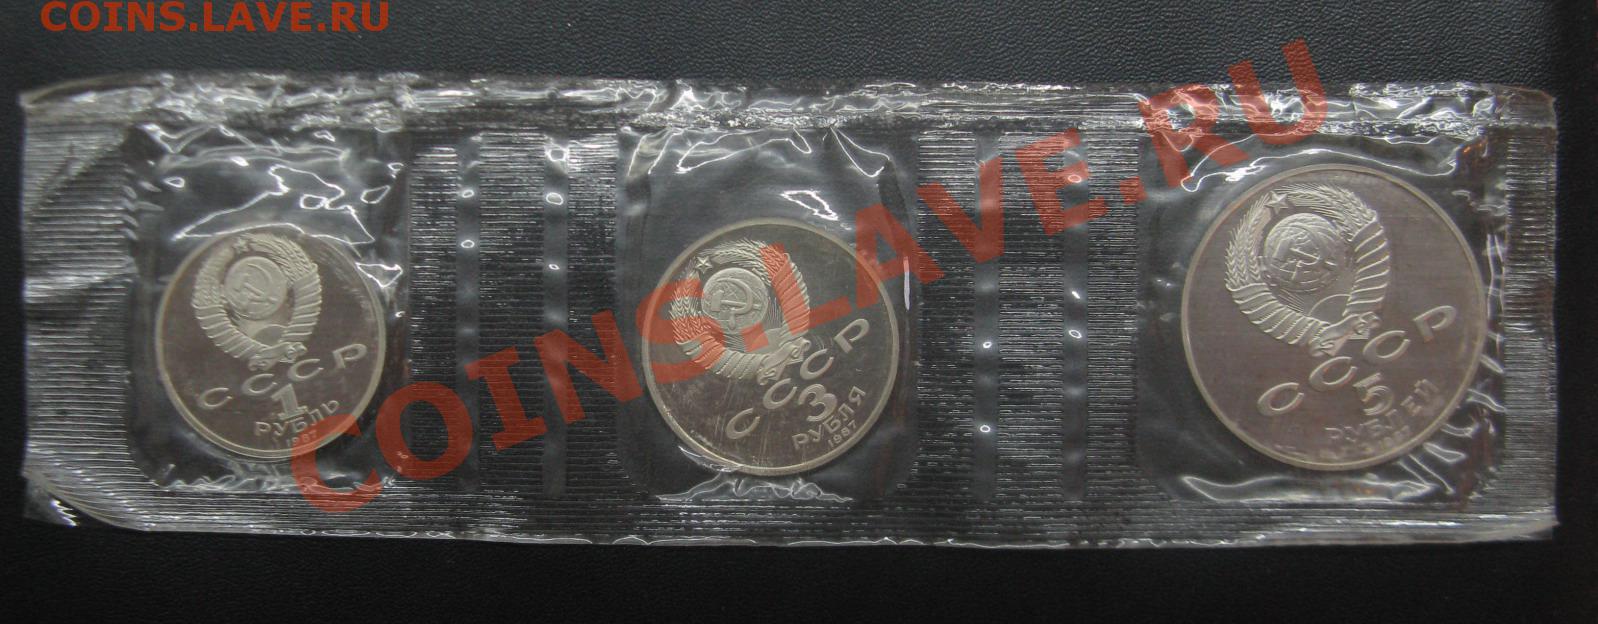 COINS.LAVE.RU
COINS.LAVE.RU
СССР
1
РУБЛЬ
1987
СССР
3
РУБЛЯ
1987
СССР
5
РУБЛЕЙ
1987